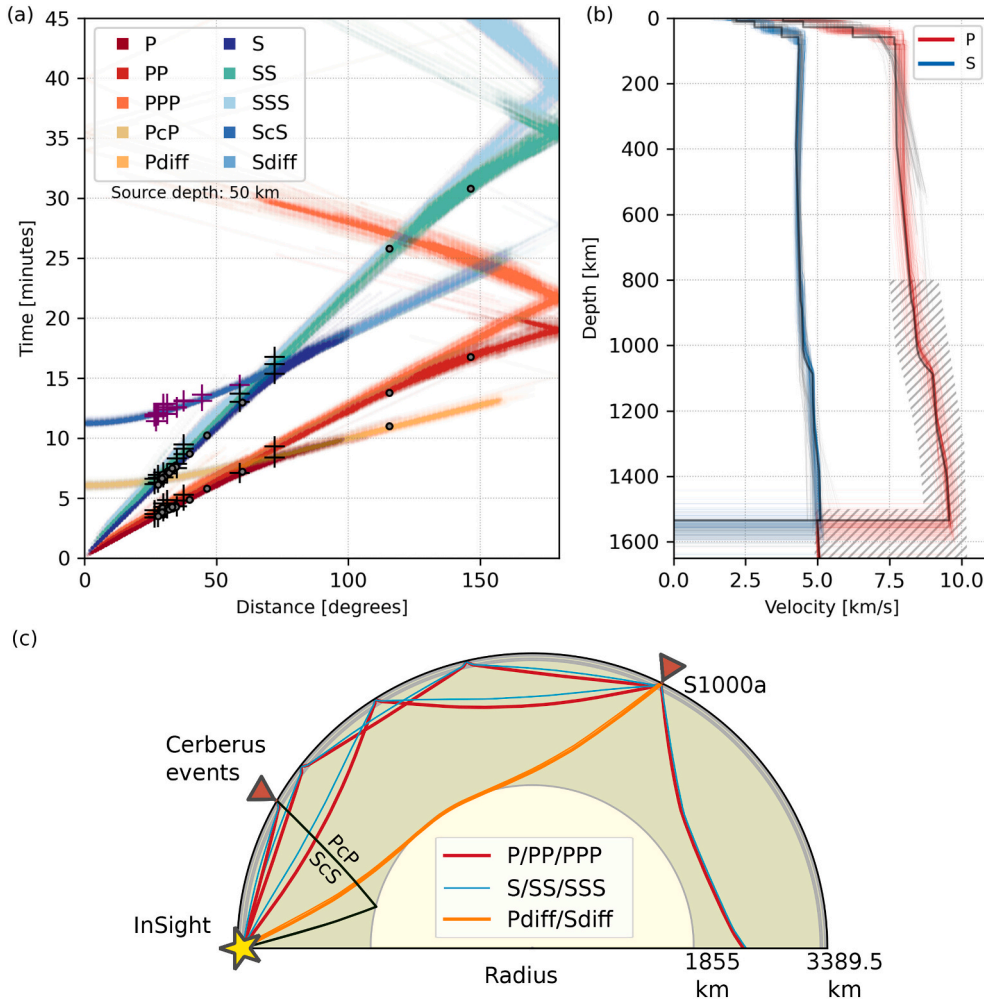 (a)
45
40
35
30
25
20
15
10
5
0
Time [minutes]
P
PP
PPP
PcP
Pdiff
S
SS
SSS
ScS
Sdiff
Source depth: 50 km
0
50
100
150
Distance [degrees]
(b)
0
200
400
600
800
1000
1200
1400
1600
Depth [km]
P
S
0.0
2.5
5.0
7.5
10.0
Velocity [km/s]
(c)
S1000a
Cerberus
events
PcP
ScS
InSight
P/PP/PPP
S/SS/SSS
Pdiff/Sdiff
Radius
1855
km
3389.5
km